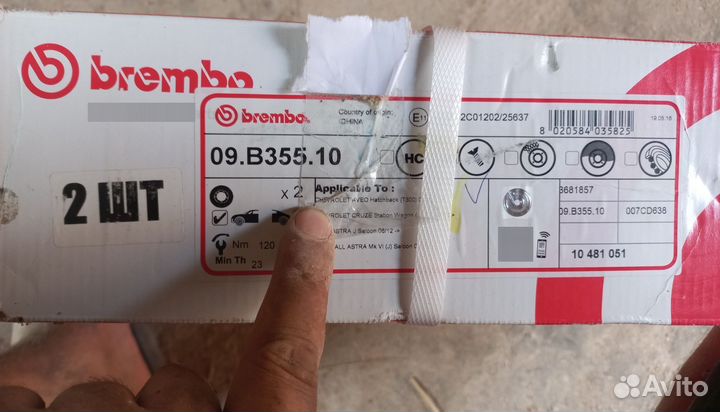 brembo
brembo
Country of origin:
CHINA
E11
2C01202/25637
8 020584 035825
19.05.16
09.B355.10
HC
2 ШТ
x 2
Applicable To :
CHEVROLET AVEO Hatchback (T300)
CHEVROLET CRUZE Station Wagon
ASTRA J Saloon 06/12 ->
ALL ASTRA Mk VI (J) Saloon
Nm 120
Min Th 23
3681857
09.B355.10
007CD638
10 481 051
Avito